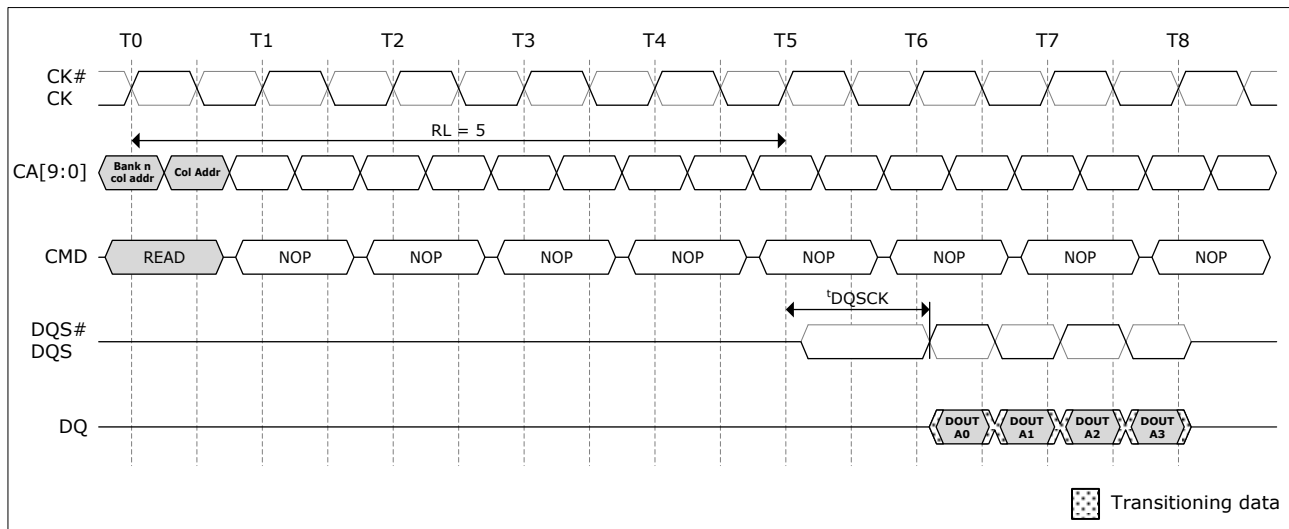 T0 T1 T2 T3 T4 T5 T6 T7 T8
CK#
CK
RL = 5
CA[9:0] Bank n col addr Col Addr
CMD READ NOP NOP NOP NOP NOP NOP NOP NOP
tDQSCK
DQS#
DQS
DQ DOUT A0 DOUT A1 DOUT A2 DOUT A3
Transitioning data